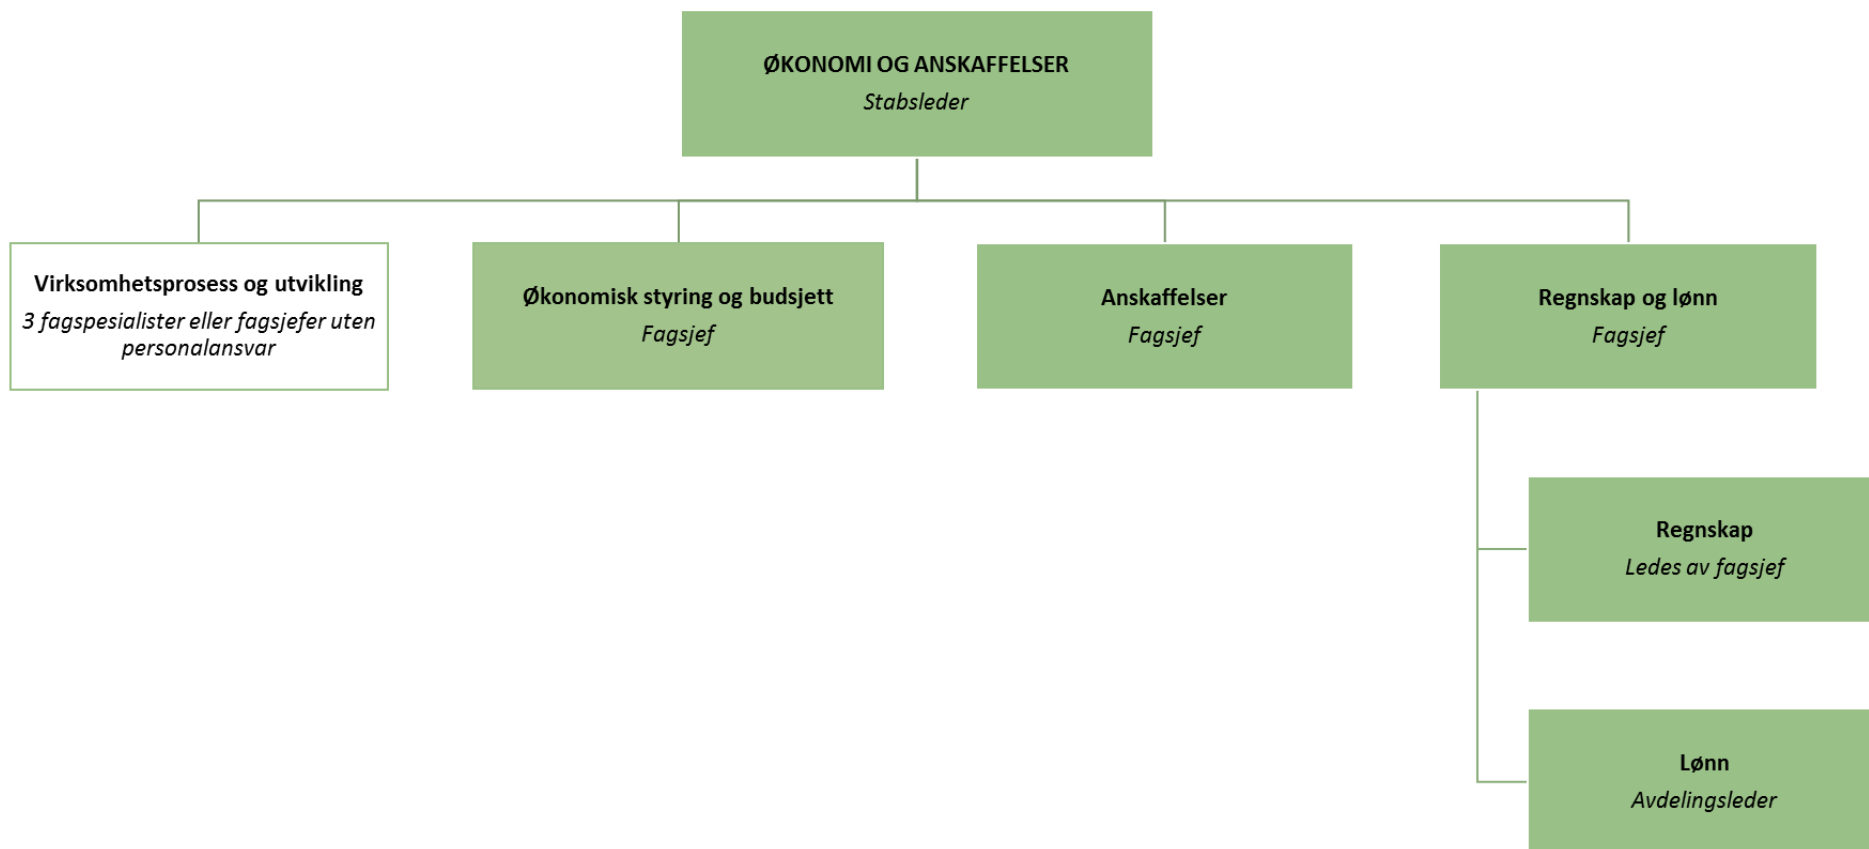 ØKONOMI OG ANSKAFFELSER
Stabsleder
Virksomhetsprosess og utvikling
3 fagspesialister eller fagsjefer uten
personalansvar
Økonomisk styring og budsjett
Fagsjef
Anskaffelser
Fagsjef
Regnskap og lønn
Fagsjef
Regnskap
Ledes av fagsjef
Lønn
Avdelingsleder